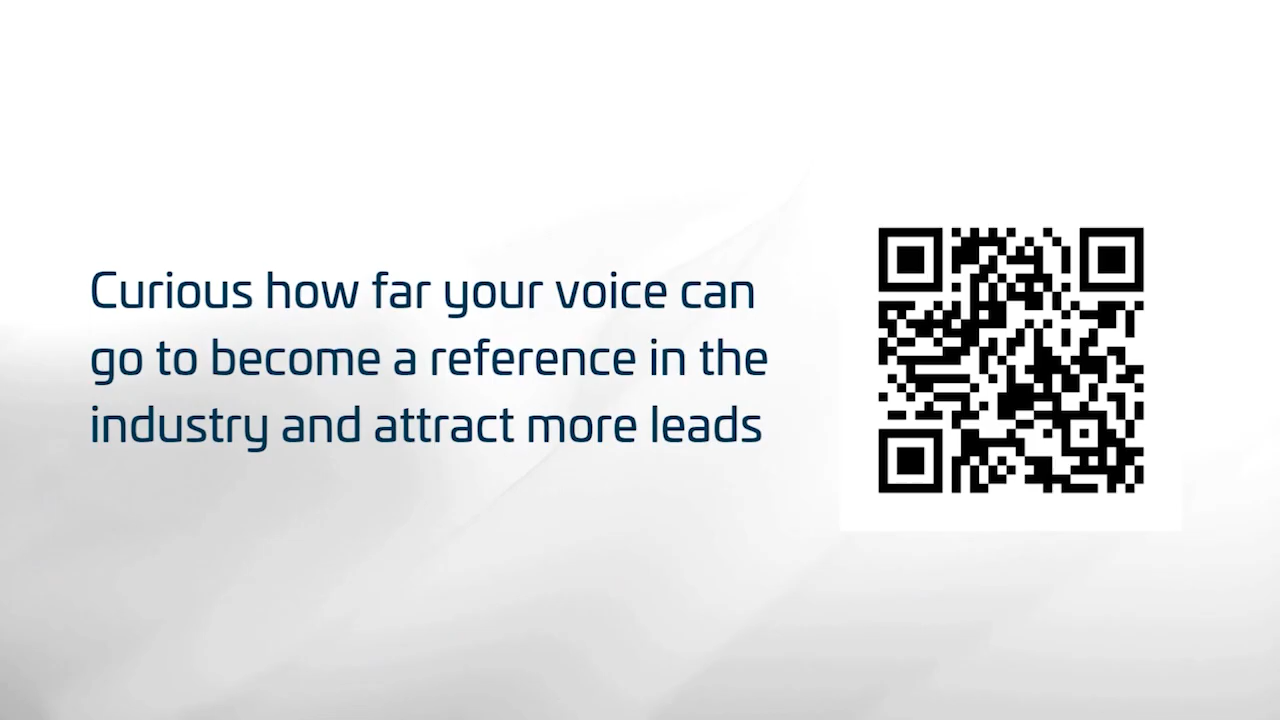 Curious how far your voice can
go to become a reference in the
industry and attract more leads